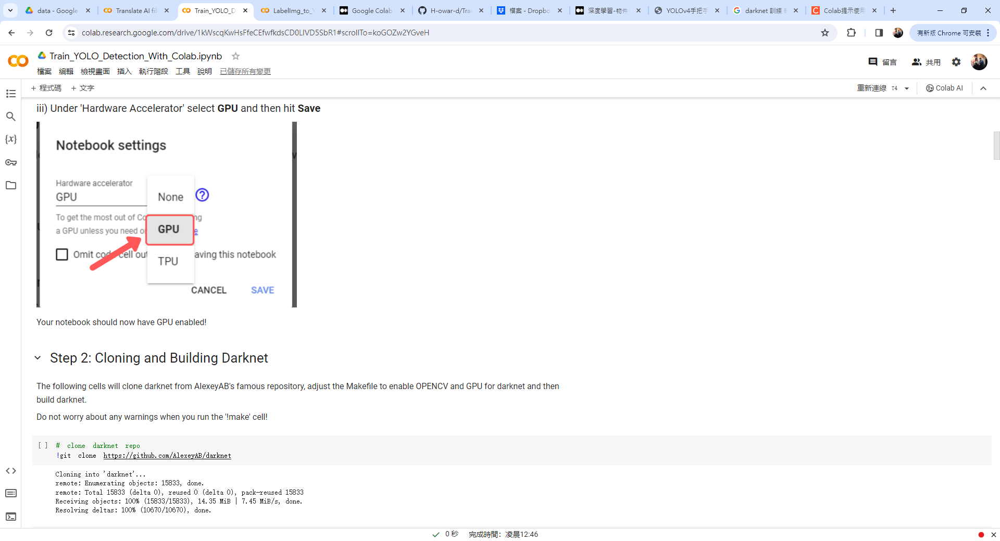 data - Google
Translate AI fil
Train_YOLO_D
LabelImg_to_Y
Google Colab
H-owar-d/Trai
檔案 - Dropbo
深度學習-物件
YOLOv4手把手
darknet 訓練
Colab提示使用
colab.research.google.com/drive/1kWscqKwHsFfeCEfwfkdsCD0LlVD5SbR1#scrollTo=koGOZw2YGveH
有新版 Chrome 可安裝
Train_YOLO_Detection_With_Colab.ipynb
檔案 編輯 檢視畫面 插入 執行階段 工具 說明 已儲存所有變更
留言 共用
+ 程式碼 + 文字
重新連線 T4 Colab AI
iii) Under 'Hardware Accelerator' select GPU and then hit Save
Notebook settings
Hardware accelerator
GPU
None
To get the most out of Co ng
a GPU unless you need on e
GPU
Omit code cell out aving this notebook
TPU
CANCEL SAVE
Your notebook should now have GPU enabled!
Step 2: Cloning and Building Darknet
The following cells will clone darknet from AlexeyAB's famous repository, adjust the Makefile to enable OPENCV and GPU for darknet and then
build darknet.
Do not worry about any warnings when you run the '!make' cell!
[ ] # clone darknet repo
!git clone https://github.com/AlexeyAB/darknet
Cloning into 'darknet'...
remote: Enumerating objects: 15833, done.
remote: Total 15833 (delta 0), reused 0 (delta 0), pack-reused 15833
Receiving objects: 100% (15833/15833), 14.35 MiB | 7.45 MiB/s, done.
Resolving deltas: 100% (10670/10670), done.
0 秒 完成時間：凌晨12:46